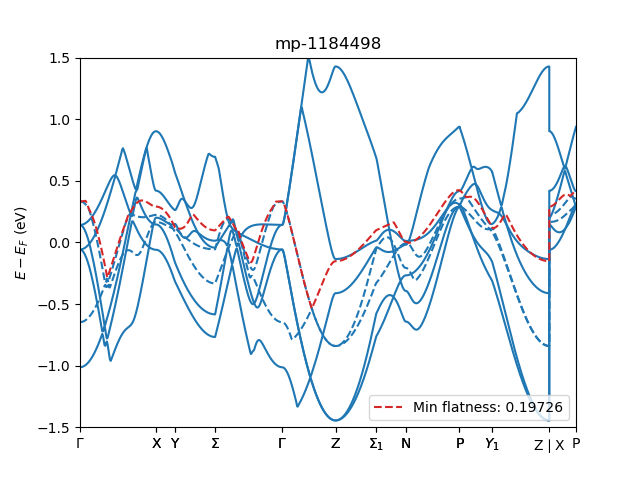 mp-1184498
E − E_F (eV)
1.5
1.0
0.5
0.0
−0.5
−1.0
−1.5
Min flatness: 0.19726
Γ X Y Σ Γ Z Σ₁ N P Y₁ Z | X P